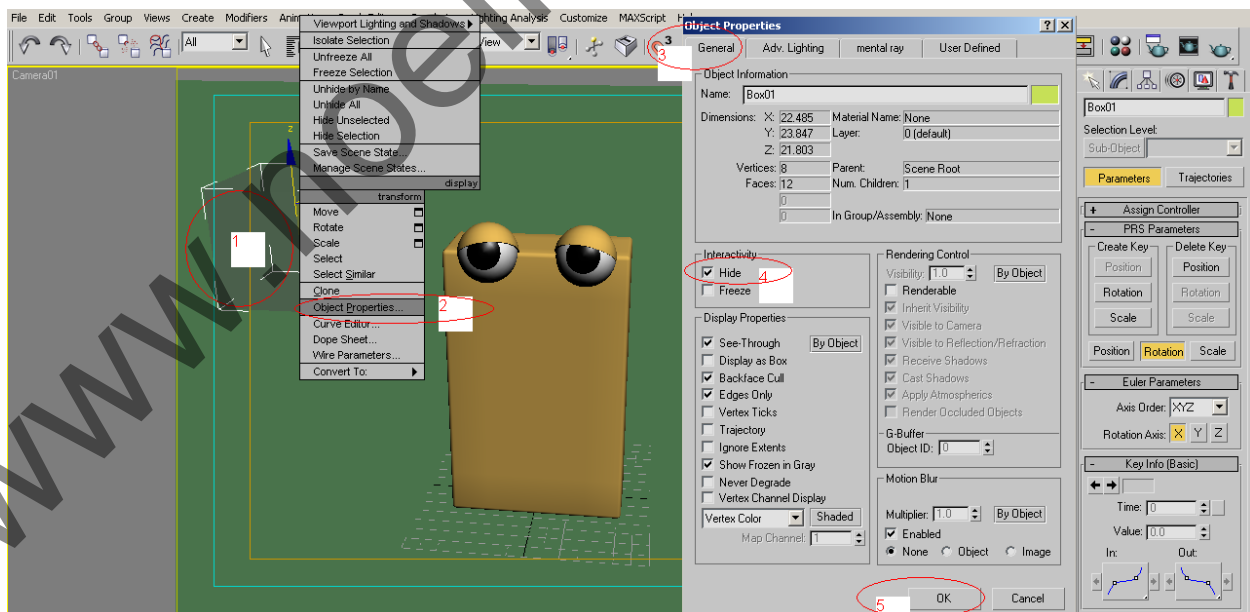 File Edit Tools Group Views Create Modifiers
Lighting Analysis Customize MAXScript
All
View
3
Camera01
z
Viewport Lighting and Shadows
Isolate Selection
Unfreeze All
Freeze Selection
Unhide by Name
Unhide All
Hide Unselected
Hide Selection
Save Scene State...
Manage Scene States...
display
transform
Move
Rotate
Scale
Select
Select Similar
Clone
Object Properties...
Curve Editor...
Dope Sheet...
Wire Parameters...
Convert To:
1
2
Object Properties
General Adv. Lighting mental ray User Defined
3
Object Information
Name: Box01
Dimensions: X: 22.485 Material Name: None
Y: 23.847 Layer: 0 (default)
Z: 21.803
Vertices: 8 Parent: Scene Root
Faces: 12 Num. Children: 1
0
0 In Group/Assembly: None
Interactivity
Hide
Freeze
4
Display Properties
See-Through By Object
Display as Box
Backface Cull
Edges Only
Vertex Ticks
Trajectory
Ignore Extents
Show Frozen in Gray
Never Degrade
Vertex Channel Display
Vertex Color Shaded
Map Channel: 1
Rendering Control
Visibility: 1.0 By Object
Renderable
Inherit Visibility
Visible to Camera
Visible to Reflection/Refraction
Receive Shadows
Cast Shadows
Apply Atmospherics
Render Occluded Objects
G-Buffer
Object ID: 0
Motion Blur
Multiplier: 1.0 By Object
Enabled
None Object Image
5
OK Cancel
Box01
Selection Level:
Sub-Object
Parameters Trajectories
+ Assign Controller
- PRS Parameters
Create Key Delete Key
Position Position
Rotation Rotation
Scale Scale
Position Rotation Scale
- Euler Parameters
Axis Order: XYZ
Rotation Axis: X Y Z
- Key Info (Basic)
Time: 0
Value: 0.0
In: Out:
www.noe